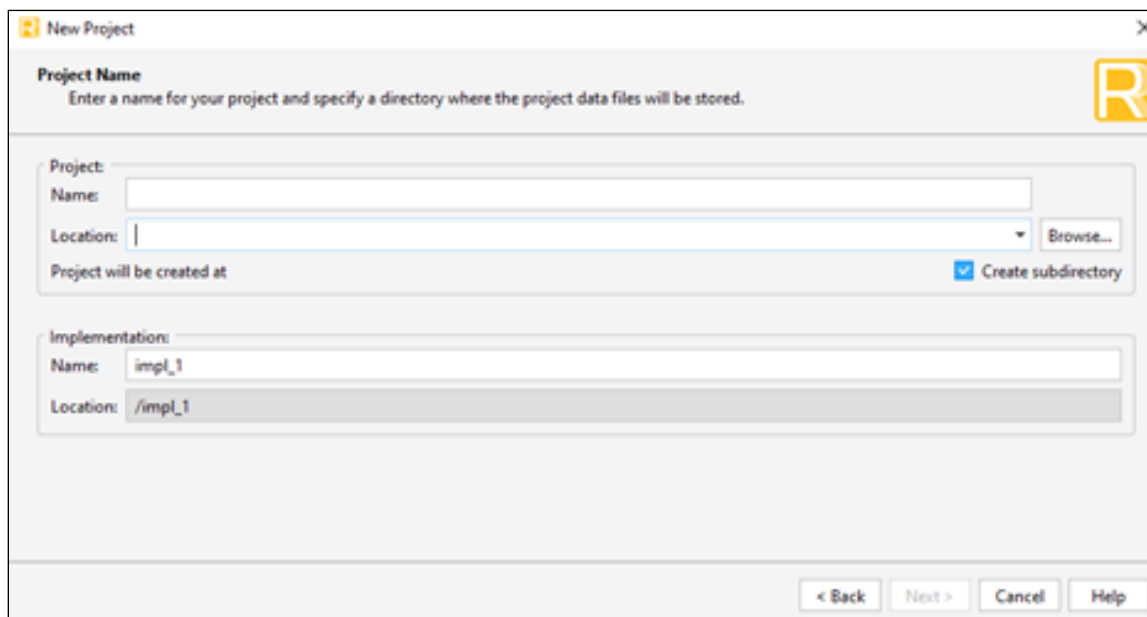 New Project
Project Name
Enter a name for your project and specify a directory where the project data files will be stored.
R
Project:
Name:
Location:
Browse...
Project will be created at
Create subdirectory
Implementation:
Name: impl_1
Location: /impl_1
< Back Next > Cancel Help